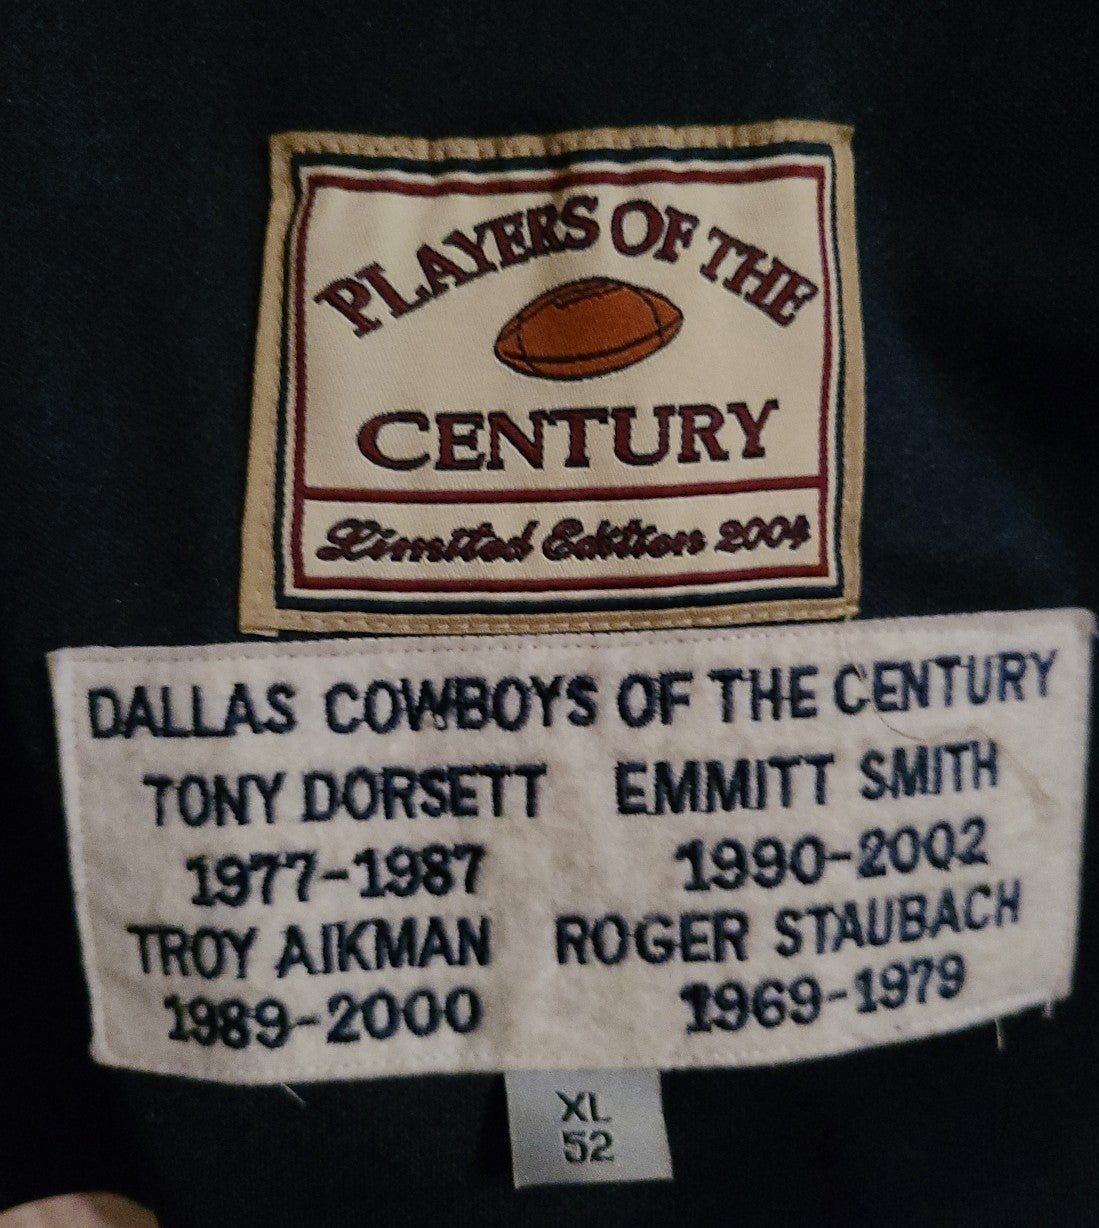 PLAYERS OF THE
CENTURY
Limited Edition 2004
DALLAS COWBOYS OF THE CENTURY
TONY DORSETT EMMITT SMITH
1977-1987 1990-2002
TROY AIKMAN ROGER STAUBACH
1989-2000 1969-1979
XL
52